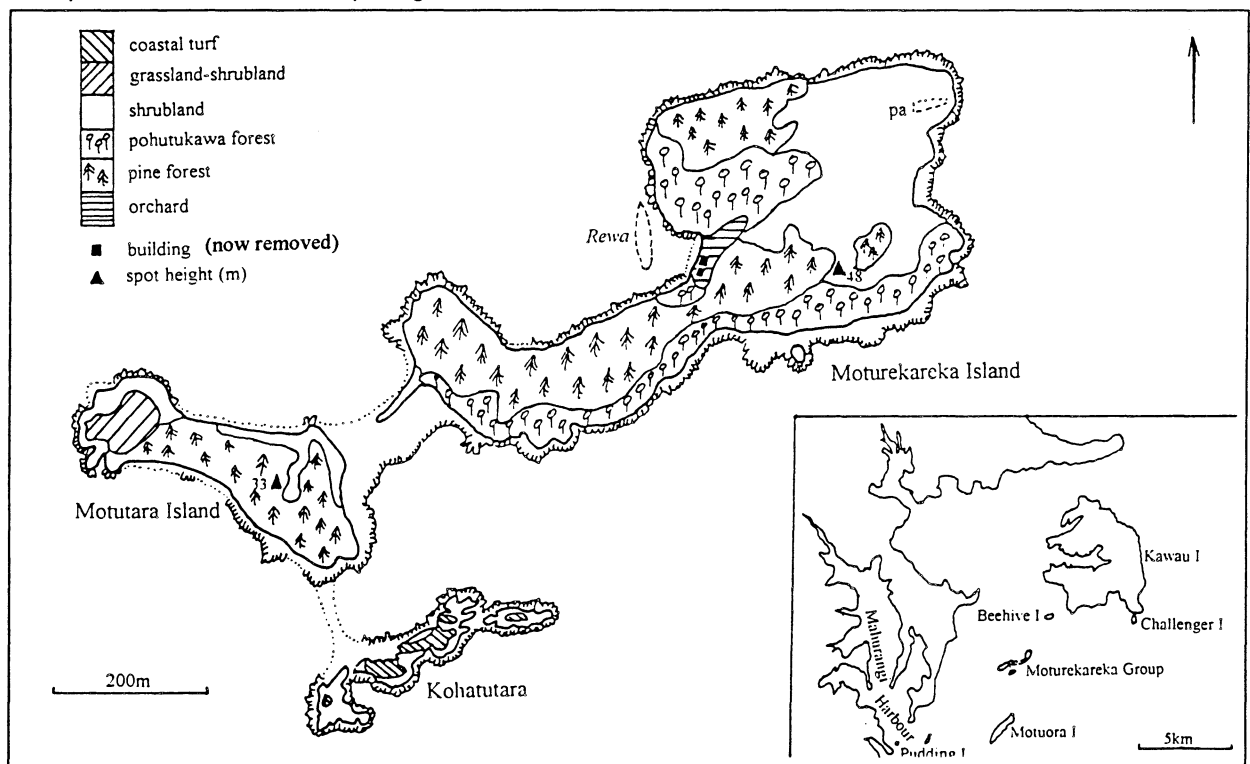 coastal turf
grassland-shrubland
shrubland
pohutukawa forest
pine forest
orchard
building (now removed)
spot height (m)
pa
Rewa
48
Moturekareka Island
33
Motutara Island
200m
Kohatutara
Kawau I
Beehive I
Challenger I
Mahurangi
Harbour
Moturekareka Group
Motuora I
Pudding I
5km